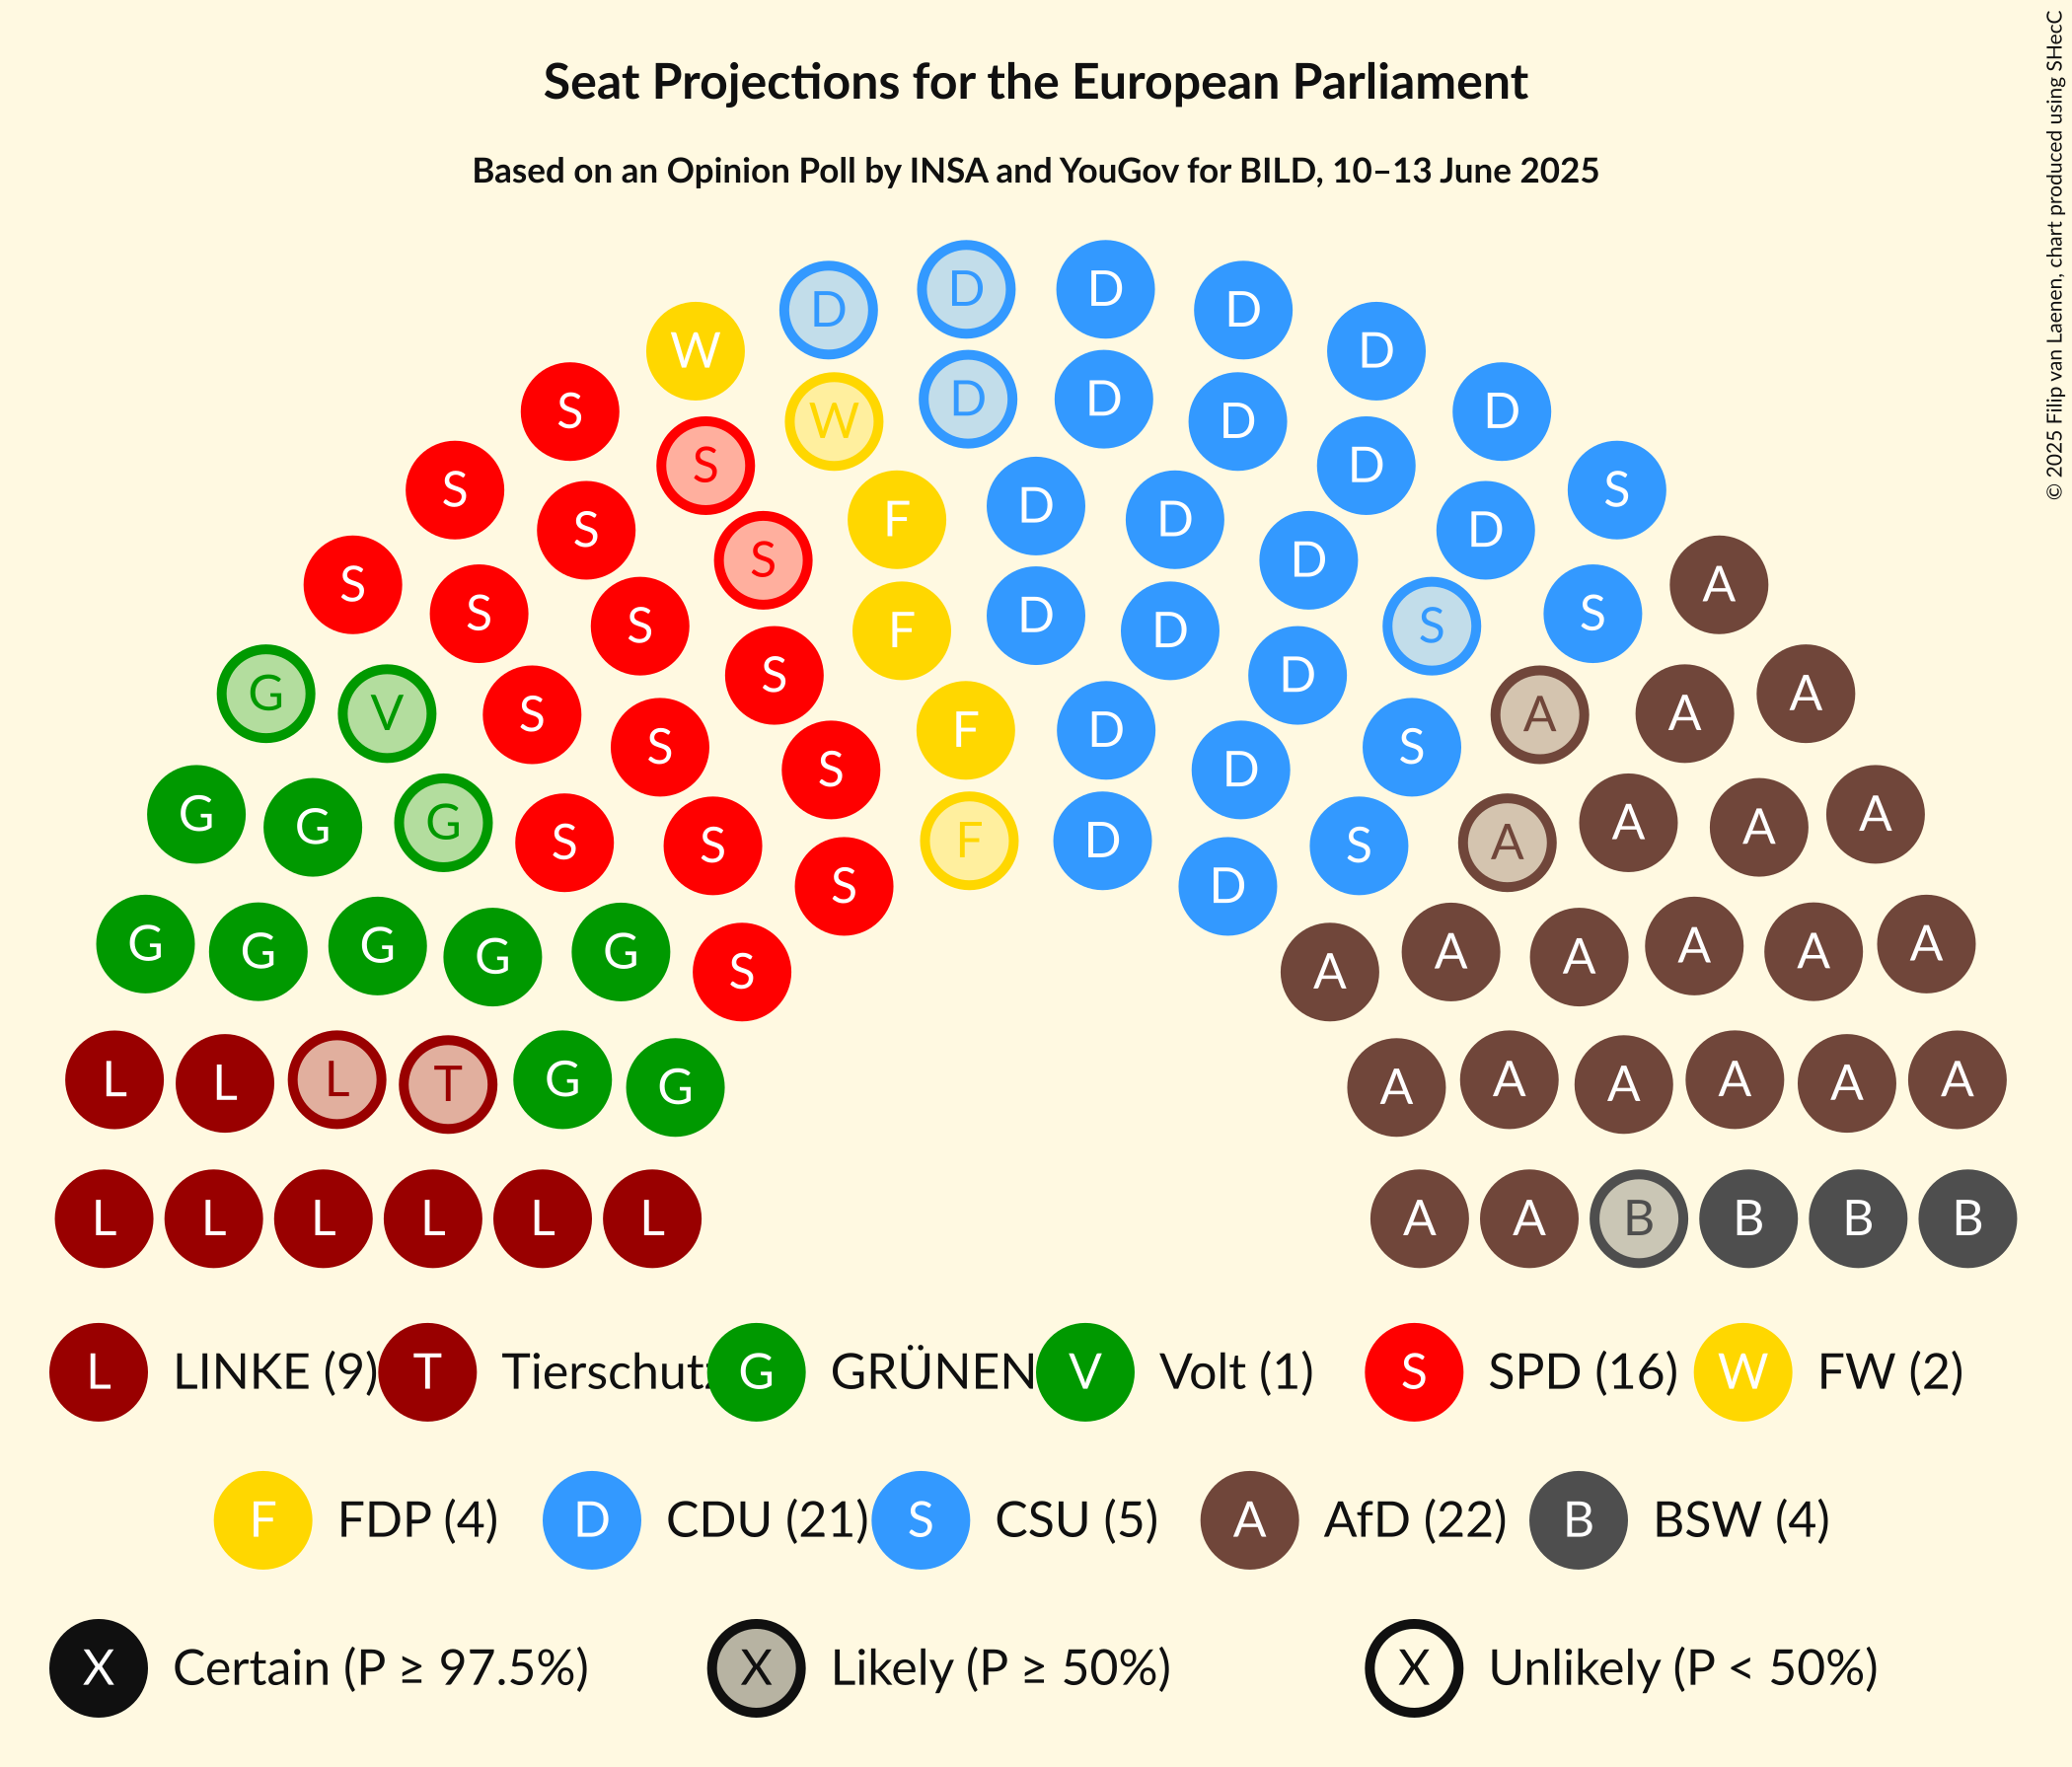 Seat Projections for the European Parliament
Based on an Opinion Poll by INSA and YouGov for BILD, 10–13 June 2025
© 2025 Filip van Laenen, chart produced using SHecC
D D
D D
W D
D D
S D
W D
S D
S S
D
F D
S D
S D
S A
S D S
S F D S
S D
G A
V S A A
F D
S S
S D
G A
G G A A
S S F D S A
S D
G G G G G A A A A A
S A
L L L T G G A A A A A A
L L L L L L A A B B B B
L LINKE (9) T Tierschutz G GRÜNEN V Volt (1) S SPD (16) W FW (2)
F FDP (4) D CDU (21) S CSU (5) A AfD (22) B BSW (4)
X Certain (P ≥ 97.5%) X Likely (P ≥ 50%) X Unlikely (P < 50%)